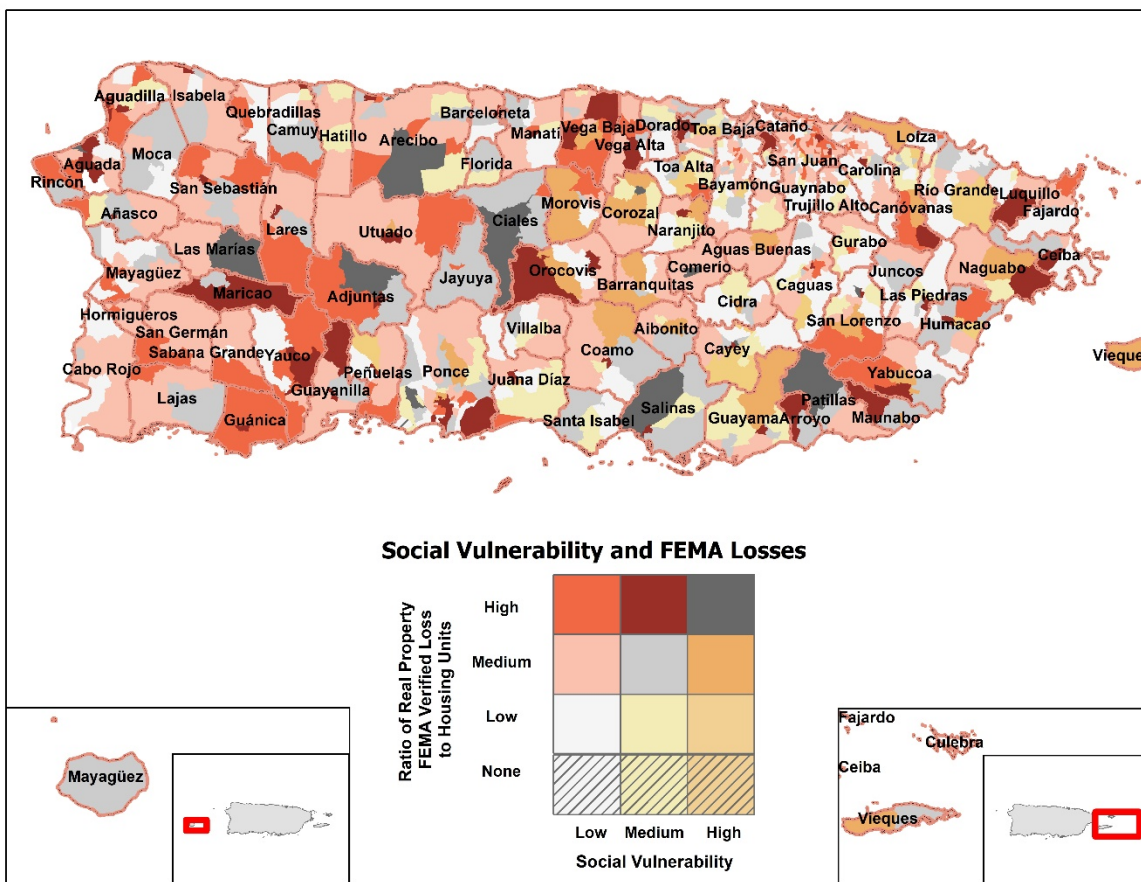 Aguadilla
Isabela
Quebradillas
Camuy
Hatillo
Arecibo
Barceloneta
Manatí
Vega Baja
Dorado
Toa Baja
Cataño
Loíza
Vega Alta
Aguada
Moca
Florida
Toa Alta
San Juan
Carolina
Rincón
San Sebastián
Bayamón
Guaynabo
Río Grande
Luquillo
Añasco
Morovis
Corozal
Trujillo Alto
Canóvanas
Fajardo
Lares
Utuado
Ciales
Naranjito
Las Marías
Aguas Buenas
Gurabo
Ceiba
Mayagüez
Jayuya
Orocovis
Comerío
Juncos
Naguabo
Maricao
Adjuntas
Barranquitas
Caguas
Las Piedras
Hormigueros
Cidra
San Germán
Villalba
Aibonito
San Lorenzo
Humacao
Sabana Grande
Yauco
Coamo
Cayey
Vieque
Cabo Rojo
Peñuelas
Ponce
Yabucoa
Guayanilla
Juana Díaz
Lajas
Patillas
Guánica
Santa Isabel
Salinas
Guayama
Arroyo
Maunabo
Social Vulnerability and FEMA Losses
Ratio of Real Property
FEMA Verified Loss
to Housing Units
High
Medium
Low
None
Low
Medium
High
Social Vulnerability
Mayagüez
Fajardo
Culebra
Ceiba
Vieques